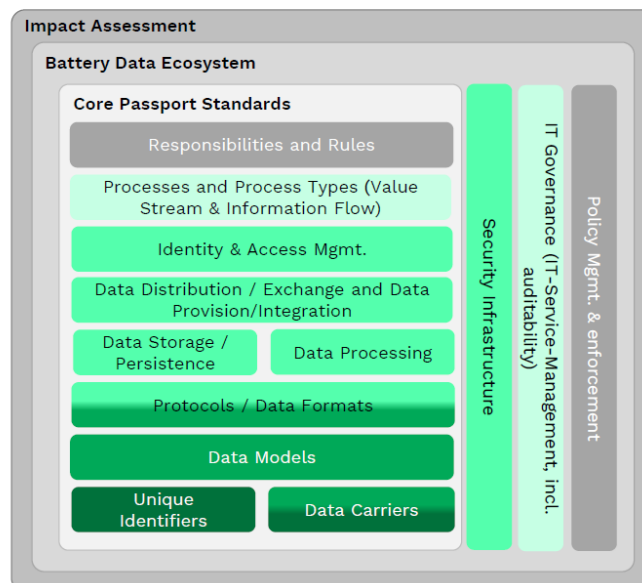 Impact Assessment
Battery Data Ecosystem
Core Passport Standards
Responsibilities and Rules
Processes and Process Types (Value
Stream & Information Flow)
Identity & Access Mgmt.
Data Distribution / Exchange and Data
Provision/Integration
Data Storage /
Persistence
Data Processing
Protocols / Data Formats
Data Models
Unique
Identifiers
Data Carriers
Security Infrastructure
IT Governance (IT-Service-Management, incl.
auditability)
Policy Mgmt. & enforcement